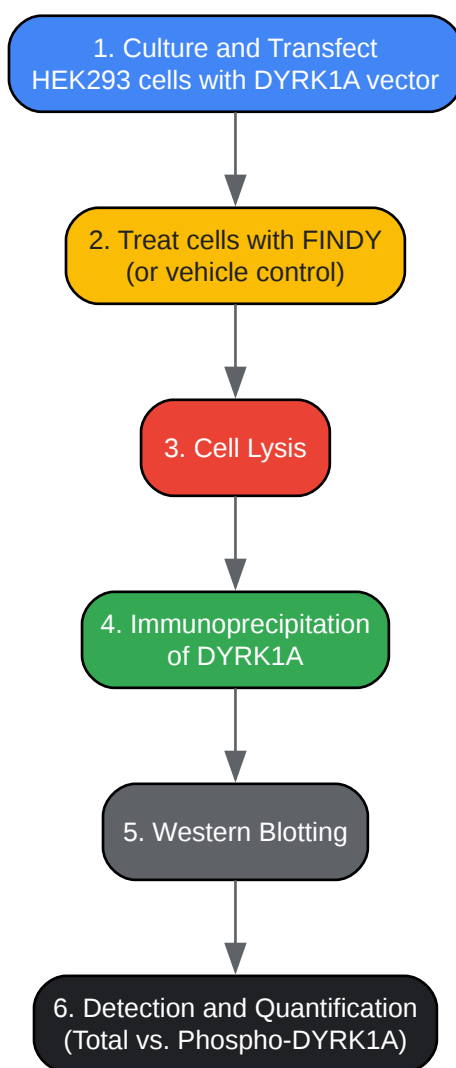 1. Culture and Transfect
HEK293 cells with DYRK1A vector
2. Treat cells with FINDY
(or vehicle control)
3. Cell Lysis
4. Immunoprecipitation
of DYRK1A
5. Western Blotting
6. Detection and Quantification
(Total vs. Phospho-DYRK1A)